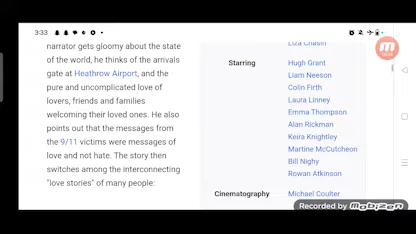 3:33
narrator gets gloomy about the state
of the world, he thinks of the arrivals
gate at Heathrow Airport, and the
pure and uncomplicated love of
lovers, friends and families
welcoming their loved ones. He also
points out that the messages from
the 9/11 victims were messages of
love and not hate. The story then
switches among the interconnecting
"love stories" of many people:
Liza Chasin
Starring
Hugh Grant
Liam Neeson
Colin Firth
Laura Linney
Emma Thompson
Alan Rickman
Keira Knightley
Martine McCutcheon
Bill Nighy
Rowan Atkinson
Cinematography
Michael Coulter
Recorded by Mobizen